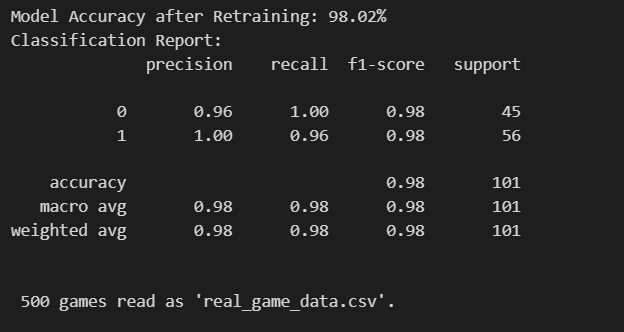 Model Accuracy after Retraining: 98.02%
Classification Report:
precision recall f1-score support
0 0.96 1.00 0.98 45
1 1.00 0.96 0.98 56
accuracy 0.98 101
macro avg 0.98 0.98 0.98 101
weighted avg 0.98 0.98 0.98 101
500 games read as 'real_game_data.csv'.